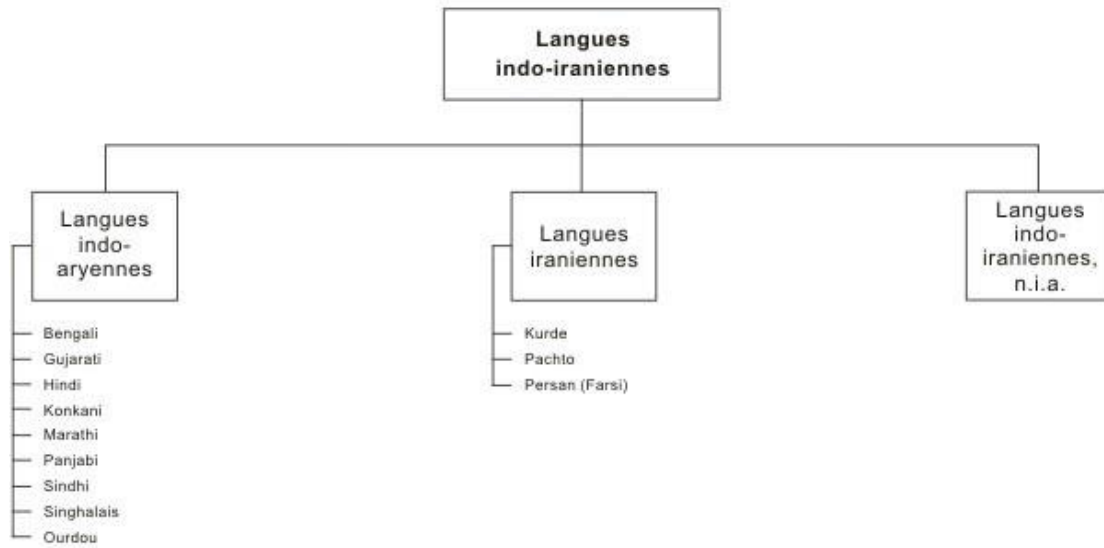 Langues
indo-iraniennes
Langues
indo-
aryennes
Bengali
Gujarati
Hindi
Konkani
Marathi
Panjabi
Sindhi
Singhalais
Ourdou
Langues
iraniennes
Kurde
Pachto
Persan (Farsi)
Langues
indo-
iraniennes,
n.i.a.